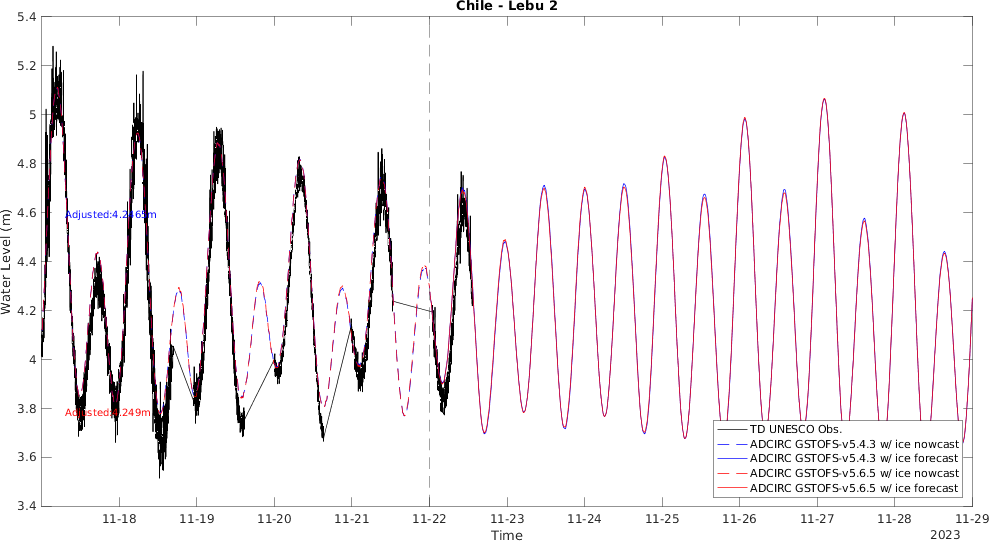 Chile - Lebu 2
5.4
5.2
5
4.8
4.6
4.4
4.2
4
3.8
3.6
3.4
Water Level (m)
Adjusted:4.2465m
Adjusted:4.249m
TD UNESCO Obs.
ADCIRC GSTOFS-v5.4.3 w/ ice nowcast
ADCIRC GSTOFS-v5.4.3 w/ ice forecast
ADCIRC GSTOFS-v5.6.5 w/ ice nowcast
ADCIRC GSTOFS-v5.6.5 w/ ice forecast
11-18 11-19 11-20 11-21 11-22 11-23 11-24 11-25 11-26 11-27 11-28 11-29
Time
2023